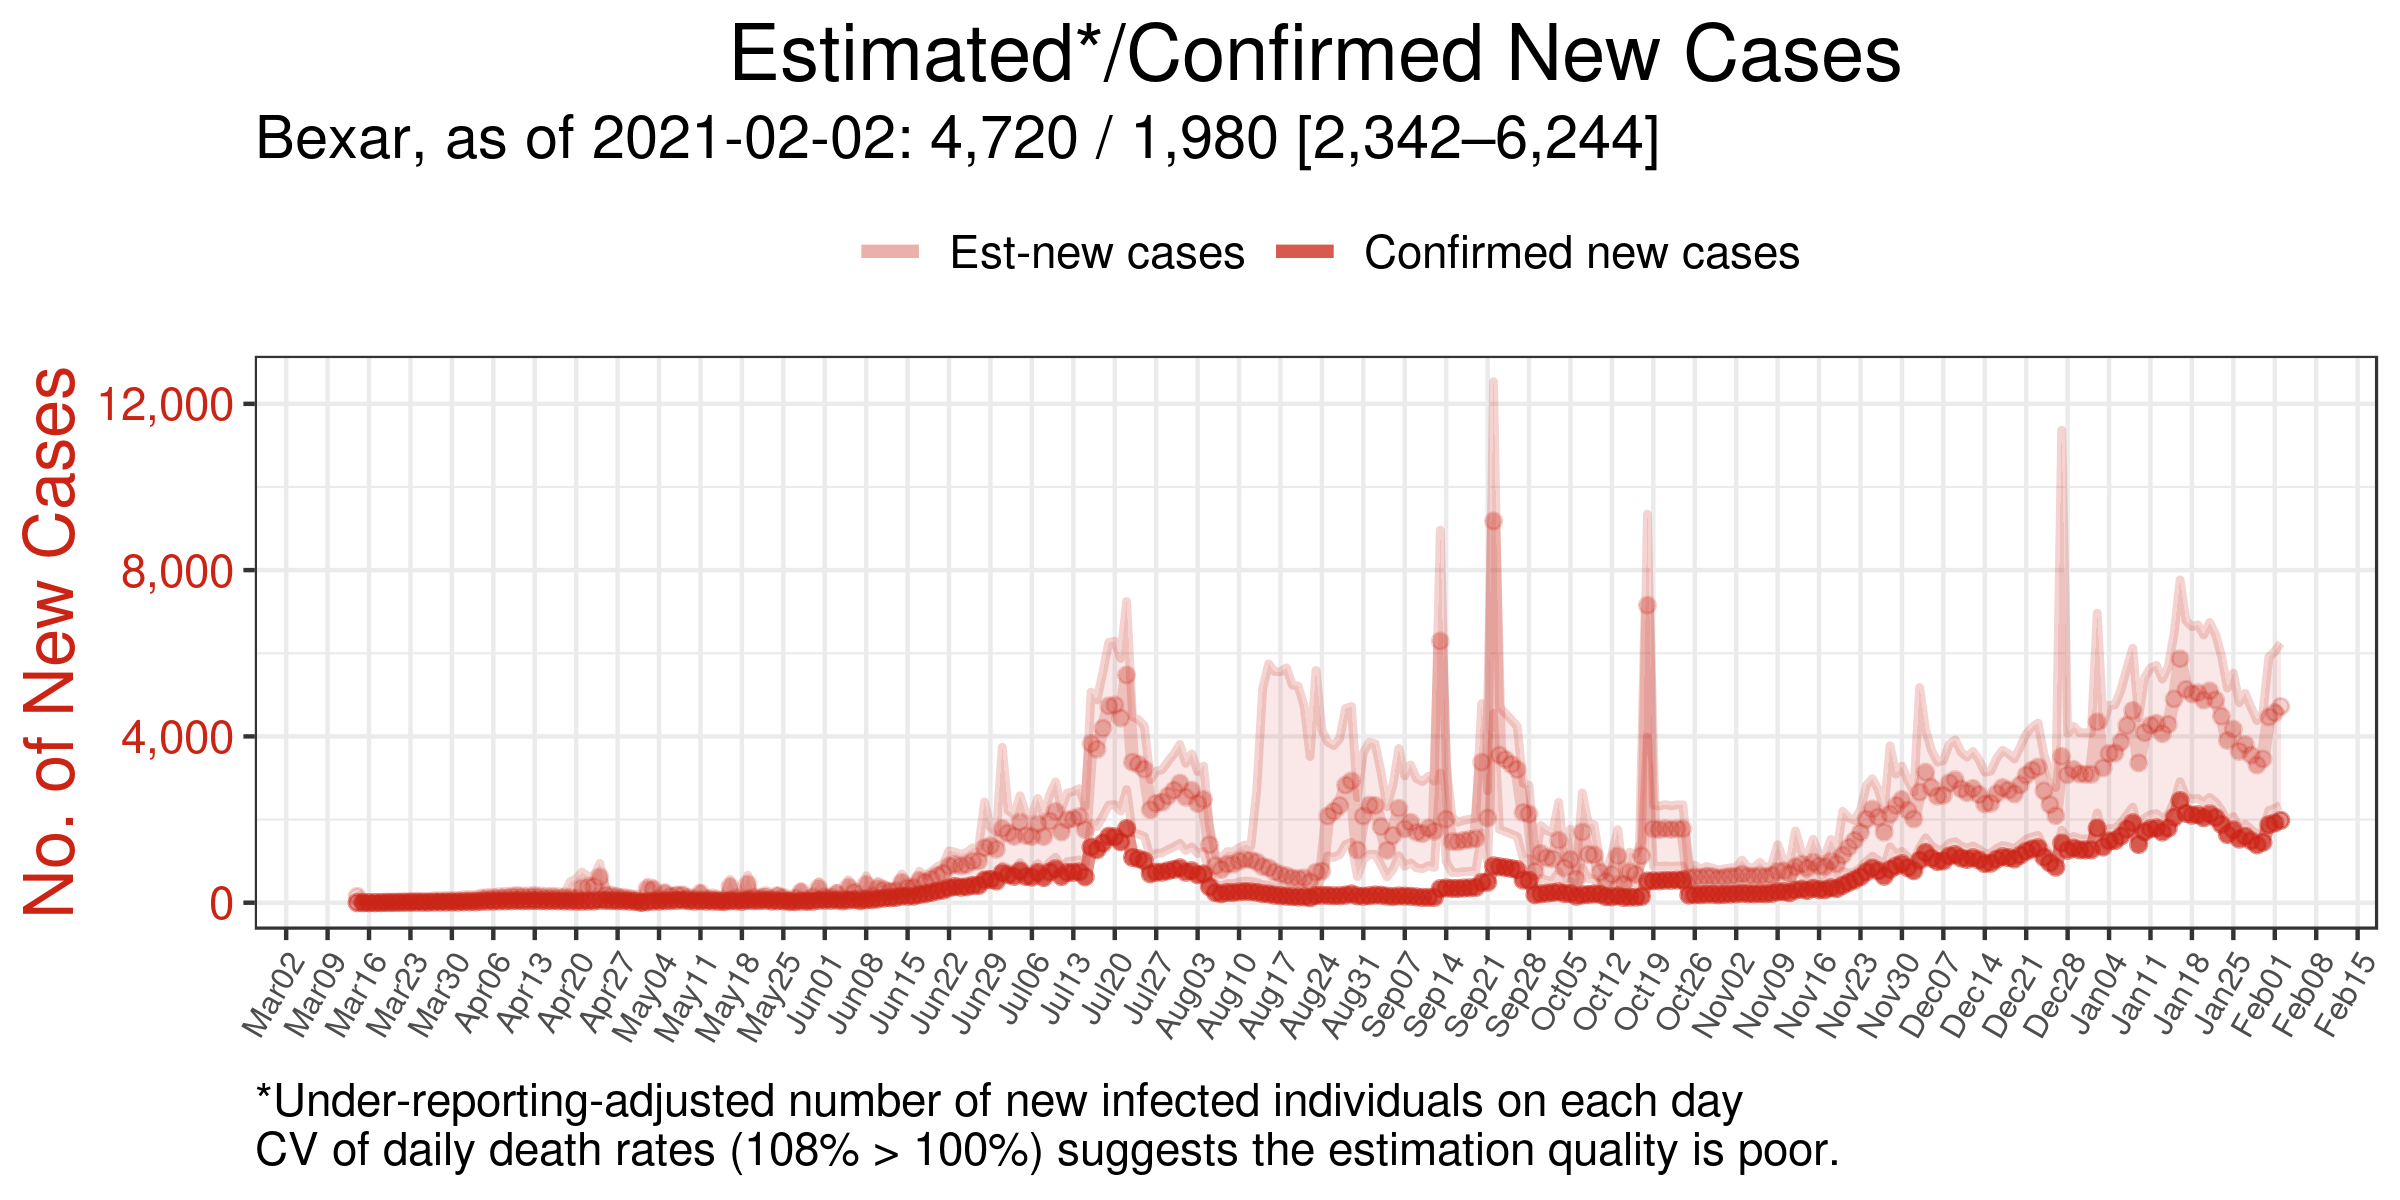 Estimated*/Confirmed New Cases
Bexar, as of 2021-02-02: 4,720 / 1,980 [2,342–6,244]
Est-new cases Confirmed new cases
No. of New Cases
12,000
8,000
4,000
0
Mar02 Mar09 Mar16 Mar23 Mar30 Apr06 Apr13 Apr20 Apr27 May04 May11 May18 May25 Jun01 Jun08 Jun15 Jun22 Jun29 Jul06 Jul13 Jul20 Jul27 Aug03 Aug10 Aug17 Aug24 Aug31 Sep07 Sep14 Sep21 Sep28 Oct05 Oct12 Oct19 Oct26 Nov02 Nov09 Nov16 Nov23 Nov30 Dec07 Dec14 Dec21 Dec28 Jan04 Jan11 Jan18 Jan25 Feb01 Feb08 Feb15
*Under-reporting-adjusted number of new infected individuals on each day
CV of daily death rates (108% > 100%) suggests the estimation quality is poor.